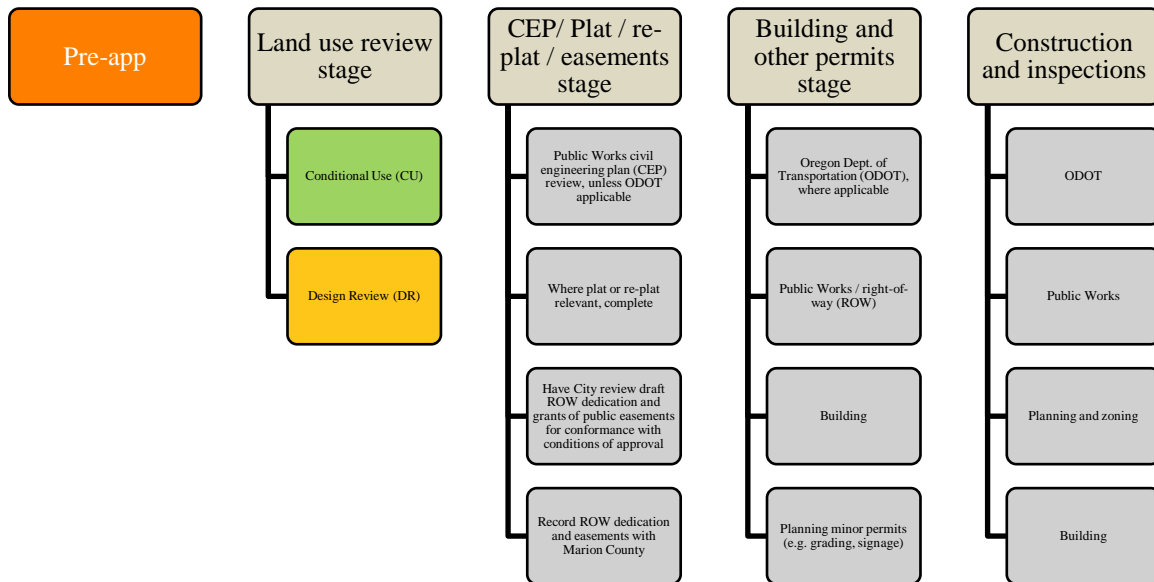 Pre-app
Land use review
stage
Conditional Use (CU)
Design Review (DR)
CEP/ Plat / re-
plat / easements
stage
Public Works civil
engineering plan (CEP)
review, unless ODOT
applicable
Where plat or re-plat
relevant, complete
Have City review draft
ROW dedication and
grants of public easements
for conformance with
conditions of approval
Record ROW dedication
and easements with
Marion County
Building and
other permits
stage
Oregon Dept. of
Transportation (ODOT),
where applicable
Public Works / right-of-
way (ROW)
Building
Planning minor permits
(e.g. grading, signage)
Construction
and inspections
ODOT
Public Works
Planning and zoning
Building